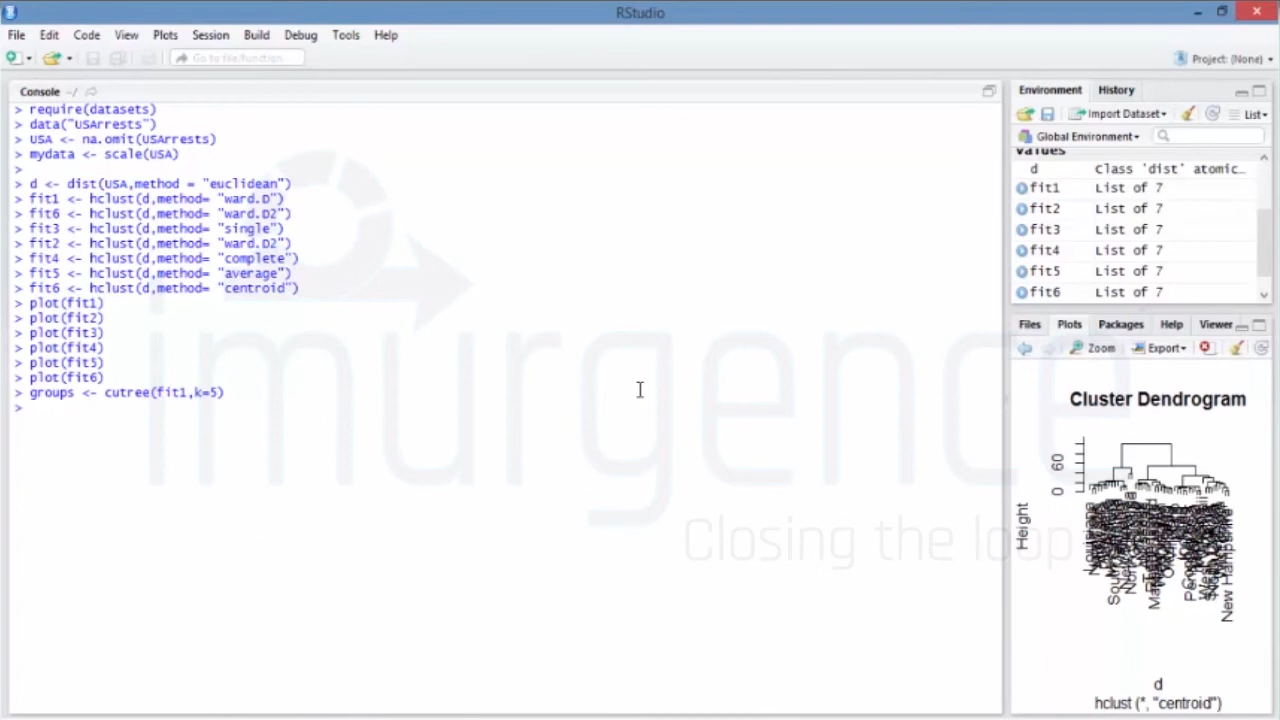 RStudio
File Edit Code View Plots Session Build Debug Tools Help
Go to file/function
Project: (None)
Console ~/
> require(datasets)
> data("USArrests")
> USA <- na.omit(USArrests)
> mydata <- scale(USA)
>
> d <- dist(USA,method = "euclidean")
> fit1 <- hclust(d,method= "ward.D")
> fit6 <- hclust(d,method= "ward.D2")
> fit3 <- hclust(d,method= "single")
> fit2 <- hclust(d,method= "ward.D2")
> fit4 <- hclust(d,method= "complete")
> fit5 <- hclust(d,method= "average")
> fit6 <- hclust(d,method= "centroid")
> plot(fit1)
> plot(fit2)
> plot(fit3)
> plot(fit4)
> plot(fit5)
> plot(fit6)
> groups <- cutree(fit1,k=5)
>
imurgence
Closing the loop
Environment History
Import Dataset List
Global Environment
Values
d Class 'dist' atomic…
fit1 List of 7
fit2 List of 7
fit3 List of 7
fit4 List of 7
fit5 List of 7
fit6 List of 7
Files Plots Packages Help Viewer
Zoom Export
Cluster Dendrogram
Height
0 60
New Hampshire
d
hclust (*, "centroid")